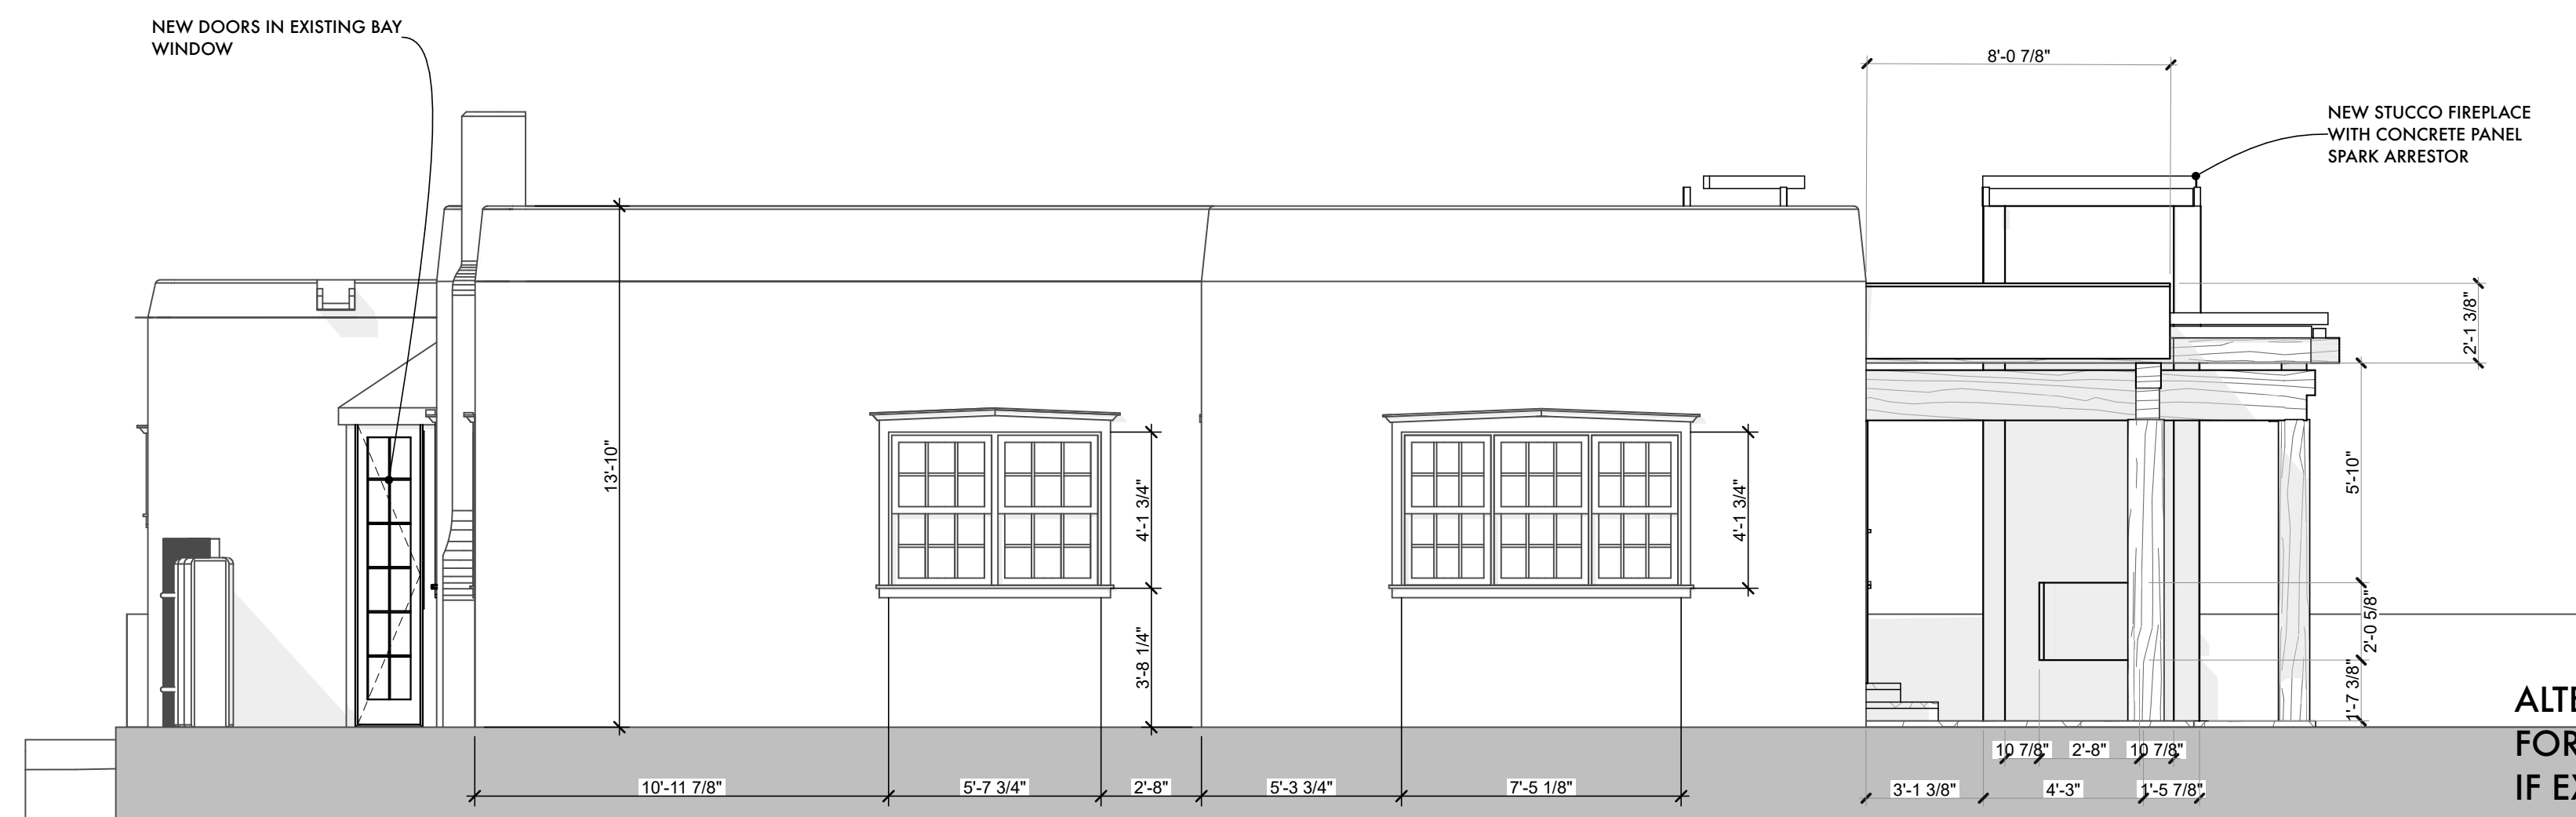 NEW DOORS IN EXISTING BAY
WINDOW
8'-0 7/8"
NEW STUCCO FIREPLACE
WITH CONCRETE PANEL
SPARK ARRESTOR
2'-1 3/8"
13'-10"
4'-1 3/4"
4'-1 3/4"
5'-10"
3'-8 1/4"
2'-0 5/8"
1'-7 3/8"
ALTE
FOR
IF EX
10 7/8"
2'-8"
10 7/8"
10'-11 7/8"
5'-7 3/4"
2'-8"
5'-3 3/4"
7'-5 1/8"
3'-1 3/8"
4'-3"
1'-5 7/8"